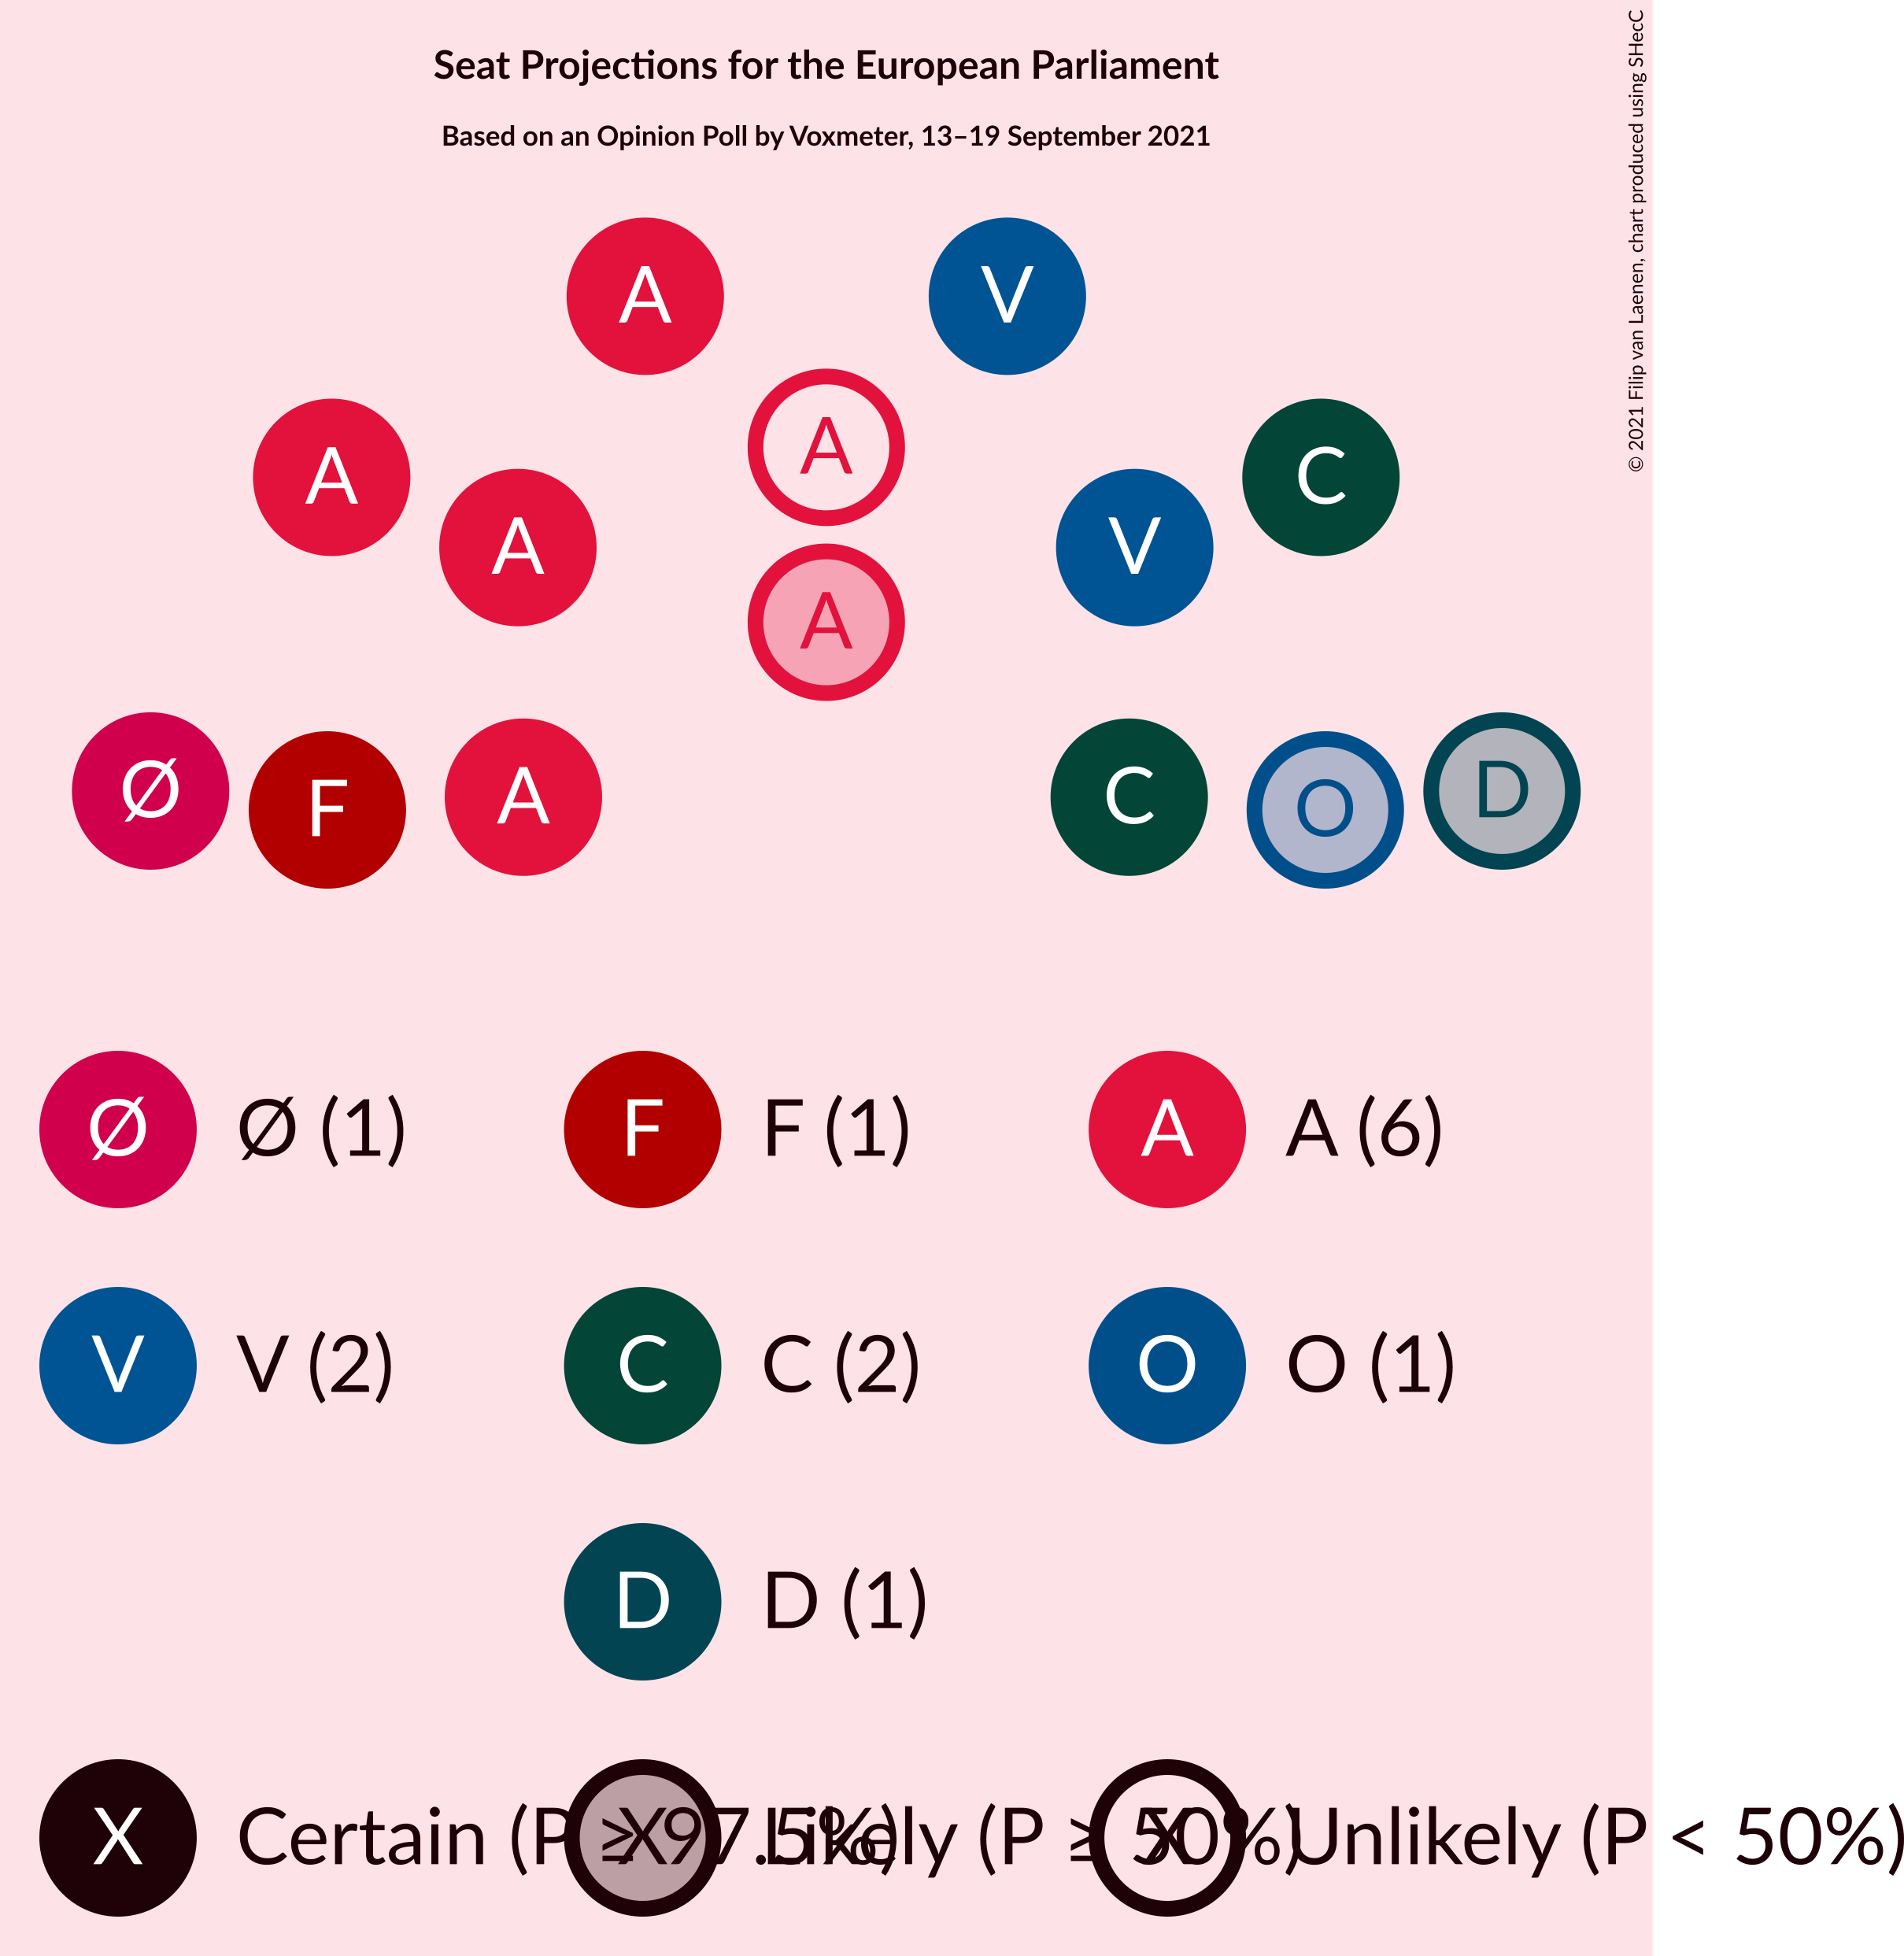 Seat Projections for the European Parliament
Based on an Opinion Poll by Voxmeter, 13–19 September 2021
© 2021 Filip van Laenen, chart produced using SHecC
A V
A C
A
A V
A
Ø D
A C
F O
Ø Ø (1) F F (1) A A (6)
V V (2) C C (2) O O (1)
D D (1)
X Certain (P ≥ 97.5%) X Likely (P ≥ 50%) X Unlikely (P < 50%)